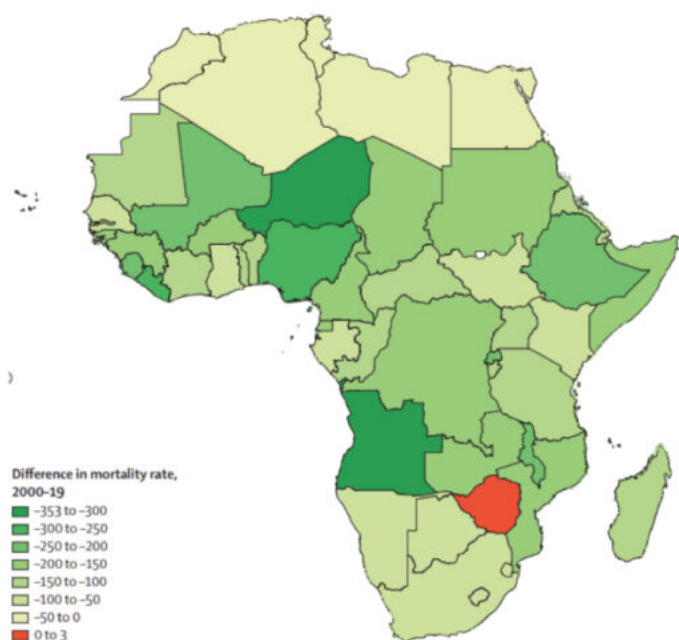 Difference in mortality rate,
2000–19
–353 to –300
–300 to –250
–250 to –200
–200 to –150
–150 to –100
–100 to –50
–50 to 0
0 to 3